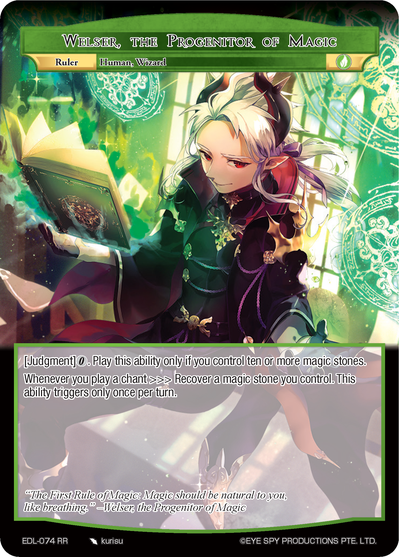 Welser, the Progenitor of Magic
Ruler
Human, Wizard
[Judgment] 0 . Play this ability only if you control ten or more magic stones.
Whenever you play a chant >>> Recover a magic stone you control. This
ability triggers only once per turn.
“The First Rule of Magic: Magic should be natural to you,
like breathing.” –Welser, the Progenitor of Magic
EDL-074 RR
kurisu
©EYE SPY PRODUCTIONS PTE. LTD.